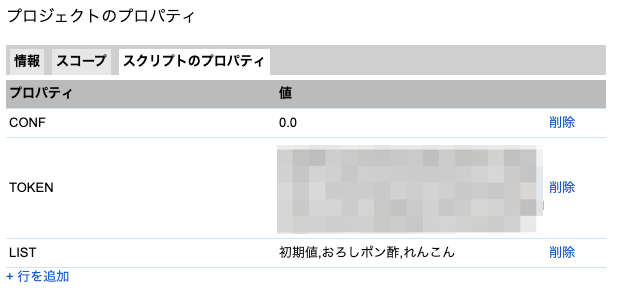 プロジェクトのプロパティ
情報 スコープ スクリプトのプロパティ
プロパティ 値
CONF 0.0 削除
TOKEN 削除
LIST 初期値,おろしポン酢,れんこん 削除
+ 行を追加